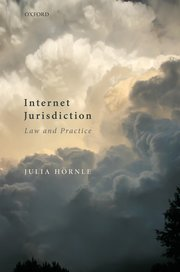 OXFORD
Internet
Jurisdiction
Law and Practice
JULIA HÖRNLE